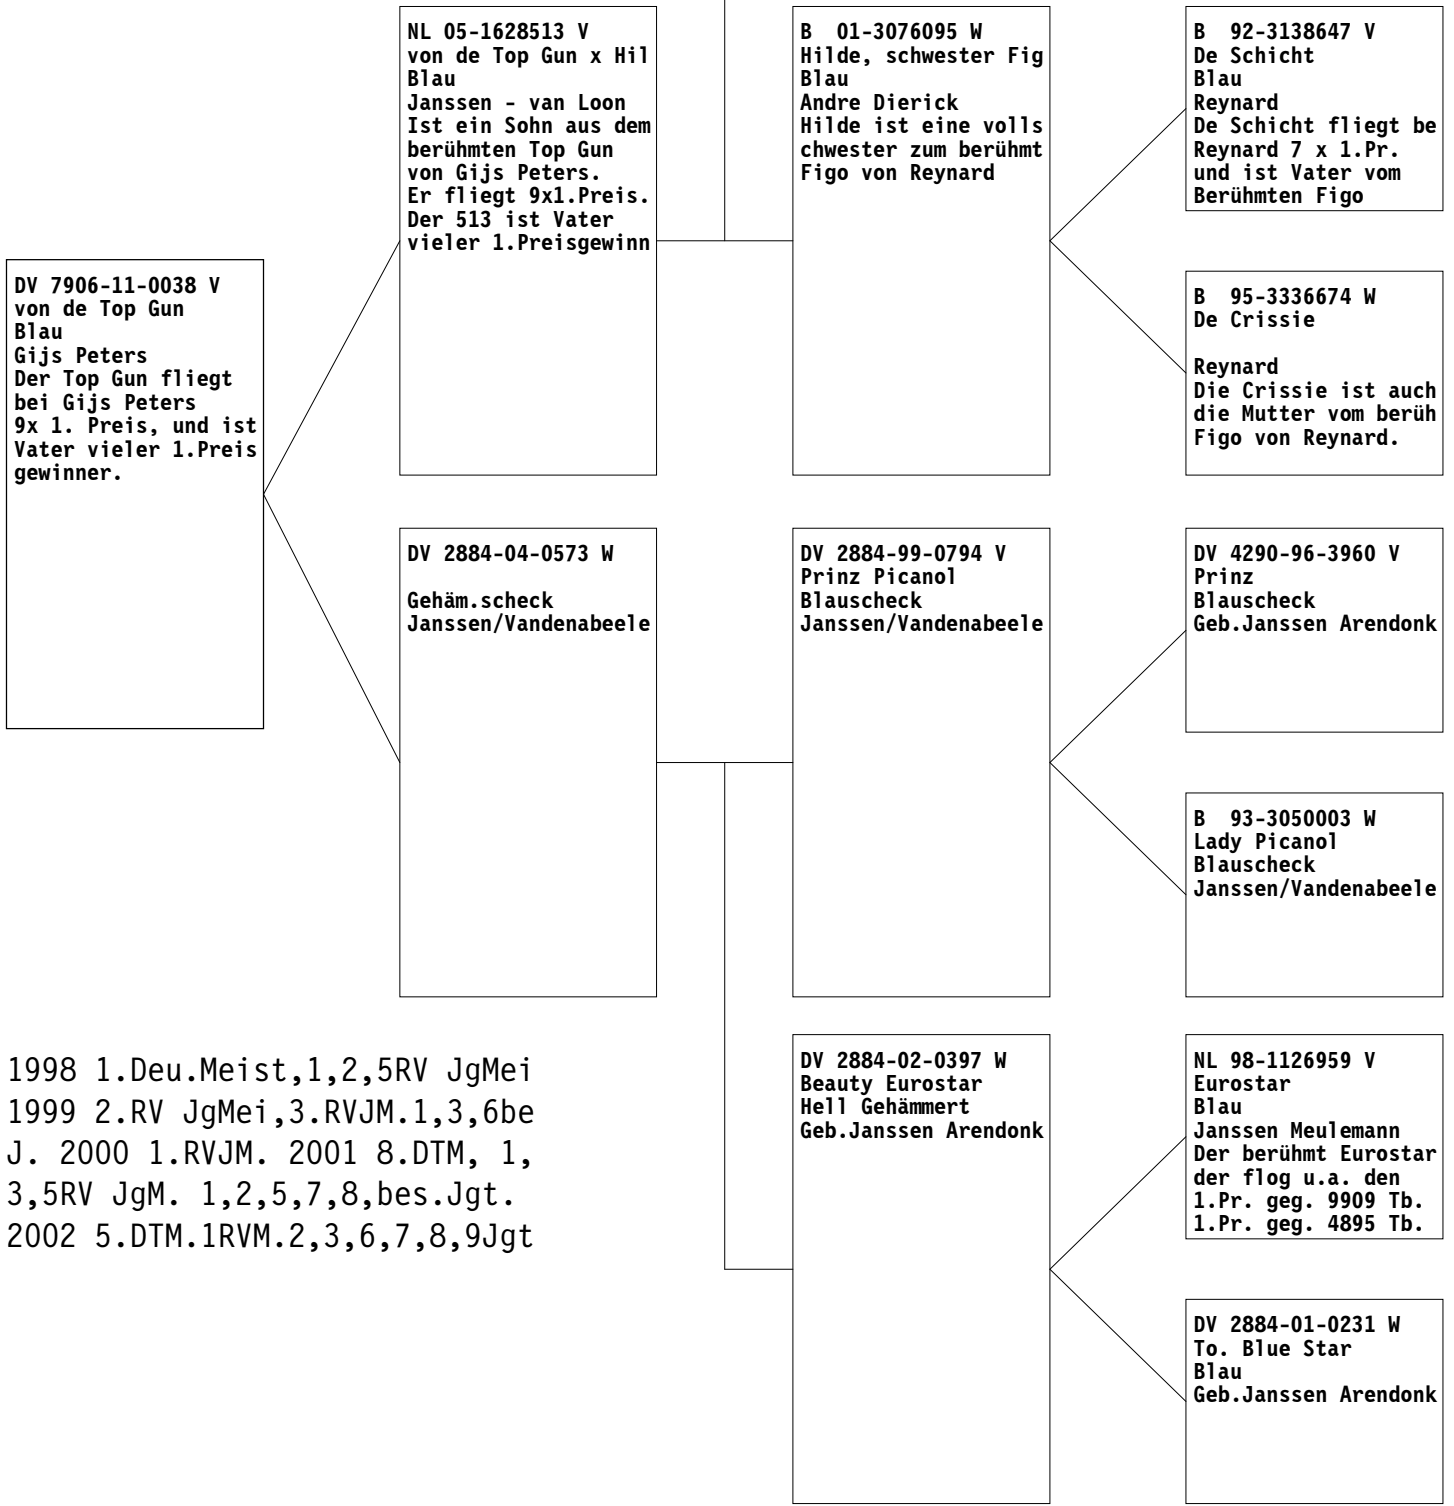 DV 7906-11-0038 V
von de Top Gun
Blau
Gijs Peters
Der Top Gun fliegt
bei Gijs Peters
9x 1. Preis, und ist
Vater vieler 1.Preis
gewinner.
NL 05-1628513 V
von de Top Gun x Hil
Blau
Janssen - van Loon
Ist ein Sohn aus dem
berühmten Top Gun
von Gijs Peters.
Er fliegt 9x1.Preis.
Der 513 ist Vater
vieler 1.Preisgewinn
DV 2884-04-0573 W
Gehäm.scheck
Janssen/Vandenabeele
B  01-3076095 W
Hilde, schwester Fig
Blau
Andre Dierick
Hilde ist eine volls
chwester zum berühmt
Figo von Reynard
DV 2884-99-0794 V
Prinz Picanol
Blauscheck
Janssen/Vandenabeele
DV 2884-02-0397 W
Beauty Eurostar
Hell Gehämmert
Geb.Janssen Arendonk
B  92-3138647 V
De Schicht
Blau
Reynard
De Schicht fliegt be
Reynard 7 x 1.Pr.
und ist Vater vom
Berühmten Figo
B  95-3336674 W
De Crissie
Reynard
Die Crissie ist auch
die Mutter vom berüh
Figo von Reynard.
DV 4290-96-3960 V
Prinz
Blauscheck
Geb.Janssen Arendonk
B  93-3050003 W
Lady Picanol
Blauscheck
Janssen/Vandenabeele
NL 98-1126959 V
Eurostar
Blau
Janssen Meulemann
Der berühmt Eurostar
der flog u.a. den
1.Pr. geg. 9909 Tb.
1.Pr. geg. 4895 Tb.
DV 2884-01-0231 W
To. Blue Star
Blau
Geb.Janssen Arendonk
1998 1.Deu.Meist,1,2,5RV JgMei
1999 2.RV JgMei,3.RVJM.1,3,6be
J. 2000 1.RVJM. 2001 8.DTM, 1,
3,5RV JgM. 1,2,5,7,8,bes.Jgt.
2002 5.DTM.1RVM.2,3,6,7,8,9Jgt